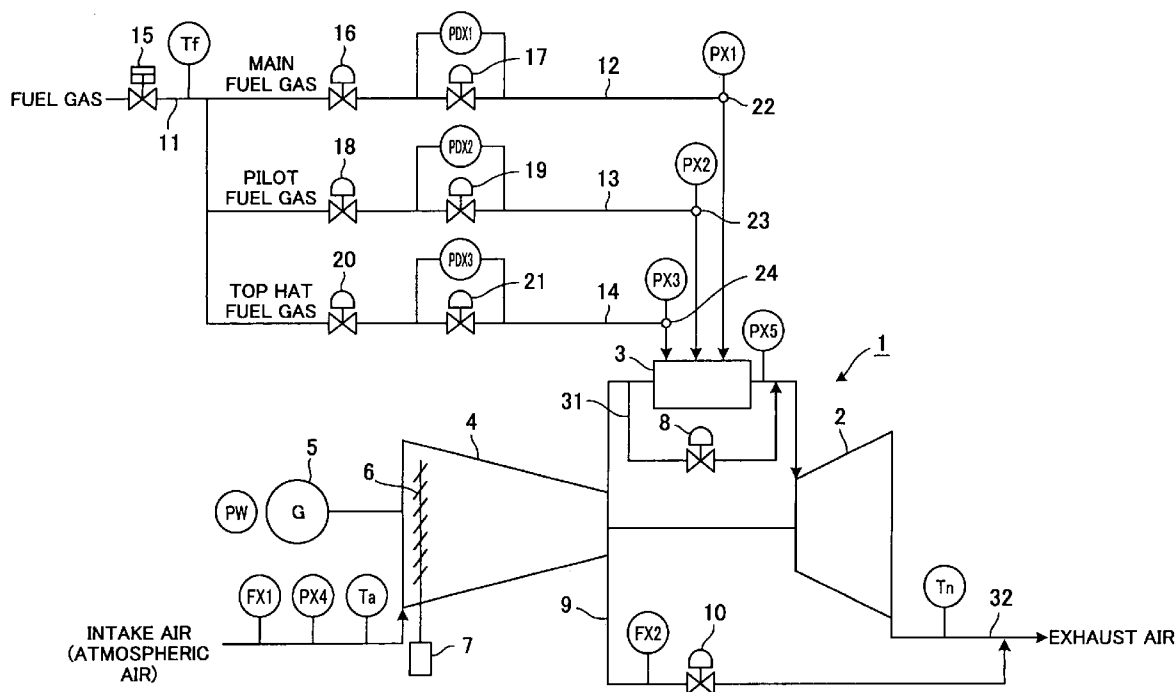 15
Tf
MAIN
FUEL GAS
16
PDX1
17
12
PX1
FUEL GAS
11
22
18
PDX2
19
PX2
PILOT
FUEL GAS
13
23
20
PDX3
21
PX3
24
TOP HAT
FUEL GAS
14
PX5
3
1
31
8
2
4
5
6
PW
G
FX1
PX4
Ta
9
10
Tn
32
INTAKE AIR
(ATMOSPHERIC
AIR)
7
FX2
EXHAUST AIR